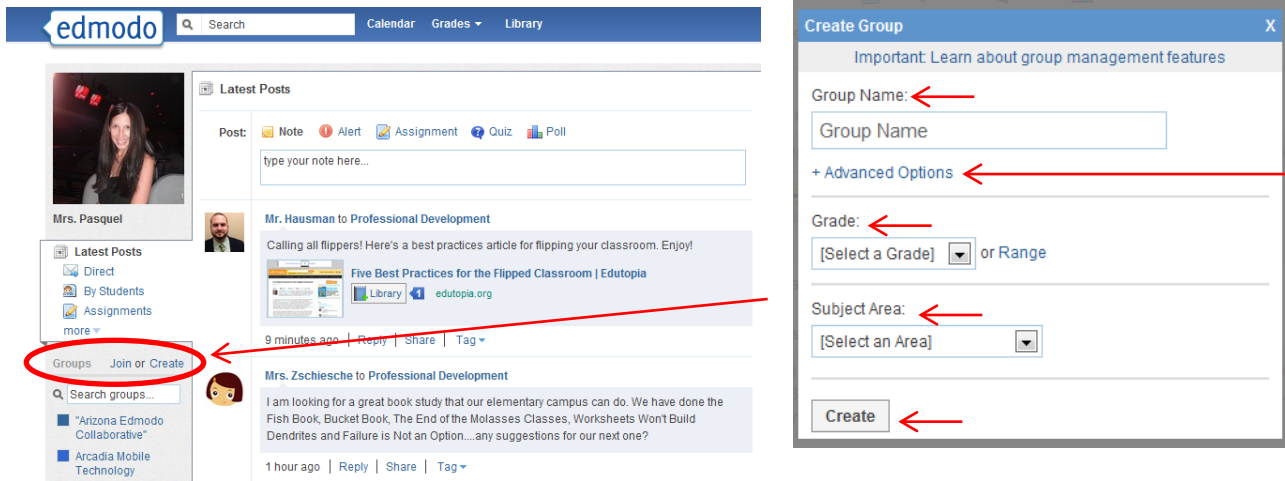 edmodo
Search
Calendar Grades Library
Latest Posts
Post: Note Alert Assignment Quiz Poll
type your note here...
Mrs. Pasquel
Latest Posts
Direct
By Students
Assignments
more
Groups Join or Create
Search groups...
"Arizona Edmodo
Collaborative"
Arcadia Mobile
Technology
Mr. Hausman to Professional Development
Calling all flippers! Here's a best practices article for flipping your classroom. Enjoy!
Five Best Practices for the Flipped Classroom | Edutopia
Library 1 edutopia.org
9 minutes ago | Reply | Share | Tag
Mrs. Zschiesche to Professional Development
I am looking for a great book study that our elementary campus can do. We have done the
Fish Book, Bucket Book, The End of the Molasses Classes, Worksheets Won't Build
Dendrites and Failure is Not an Option....any suggestions for our next one?
1 hour ago | Reply | Share | Tag
Create Group X
Important: Learn about group management features
Group Name:
Group Name
+ Advanced Options
Grade:
[Select a Grade] or Range
Subject Area:
[Select an Area]
Create